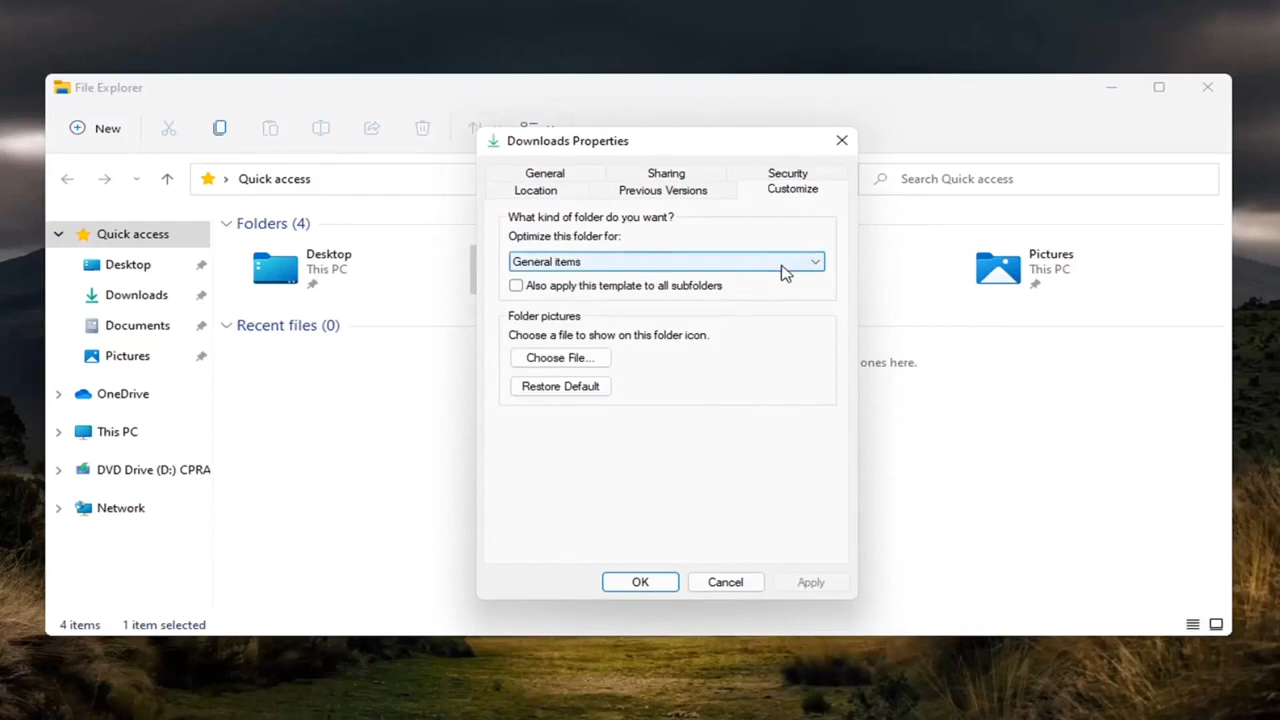 File Explorer
New
Downloads Properties
General
Sharing
Security
Location
Previous Versions
Customize
Quick access
Search Quick access
Quick access
Desktop
Downloads
Documents
Pictures
OneDrive
This PC
DVD Drive (D:) CPRA
Network
Folders (4)
Desktop
This PC
Pictures
This PC
Recent files (0)
ones here.
What kind of folder do you want?
Optimize this folder for:
General items
Also apply this template to all subfolders
Folder pictures
Choose a file to show on this folder icon.
Choose File...
Restore Default
OK
Cancel
Apply
4 items
1 item selected